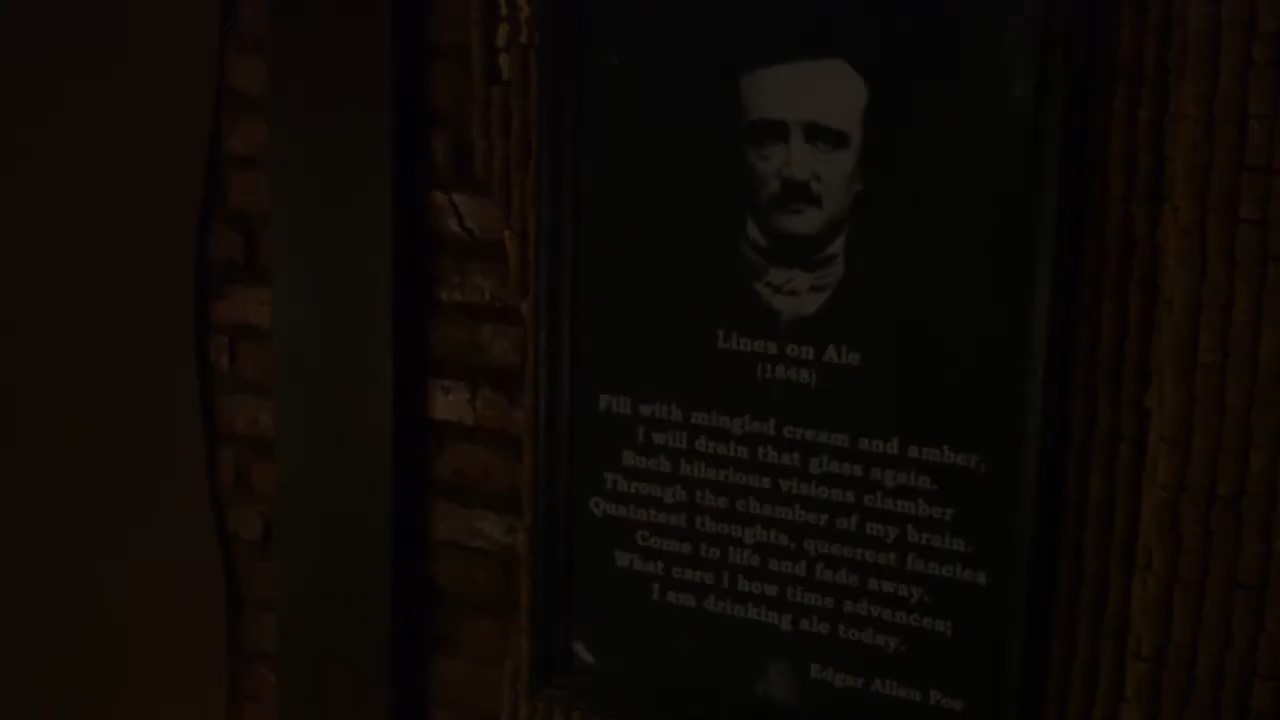 Lines on Ale
(1848)
Fill with mingled cream and amber,
I will drain that glass again.
Such hilarious visions clamber
Through the chamber of my brain.
Quaintest thoughts, queerest fancies
Come to life and fade away.
What care I how time advances;
I am drinking ale today.
Edgar Allan Poe